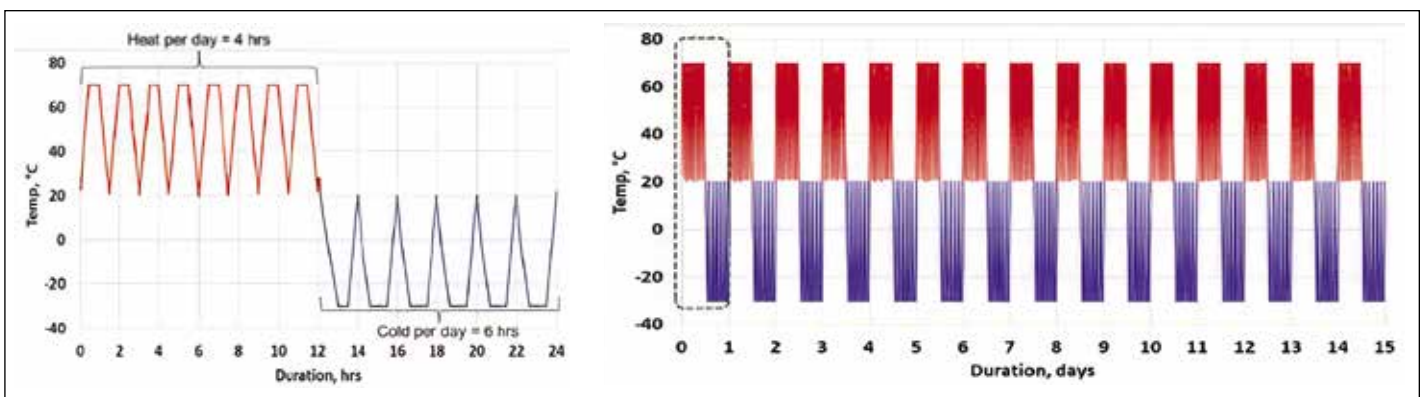 Heat per day = 4 hrs
80
60
40
20
0
-20
-40
Temp, °C
Cold per day = 6 hrs
0 2 4 6 8 10 12 14 16 18 20 22 24
Duration, hrs
80
60
40
20
0
-20
-40
Temp, °C
0 1 2 3 4 5 6 7 8 9 10 11 12 13 14 15
Duration, days